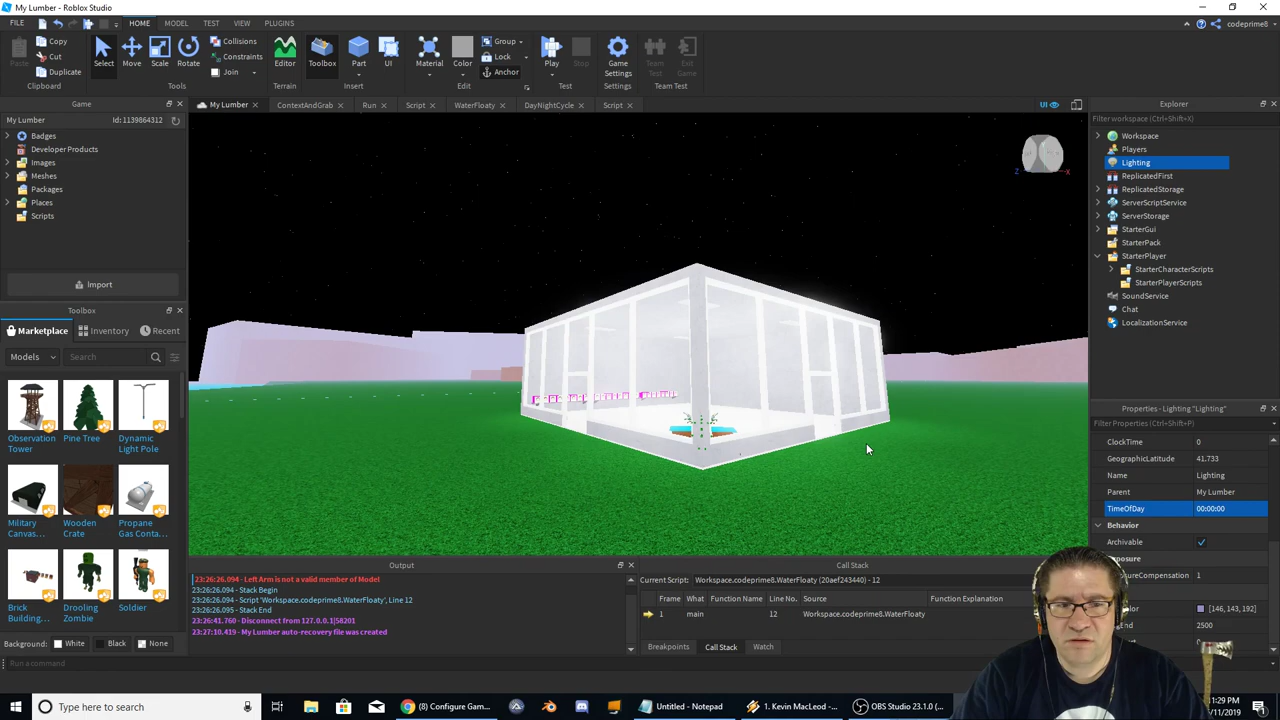 My Lumber - Roblox Studio
FILE HOME MODEL TEST VIEW PLUGINS codeprime8
Paste Copy Cut Duplicate Select Move Scale Rotate Collisions Constraints Join Editor Toolbox Part UI Material Color Group Lock Anchor Play Stop Game Settings Team Test Exit Game
Clipboard Tools Terrain Insert Edit Test Settings Team Test
Game
My Lumber Id: 1139864312
Badges
Developer Products
Images
Meshes
Packages
Places
Scripts
Import
Toolbox
Marketplace Inventory Recent
Models Search
Observation Tower
Pine Tree
Dynamic Light Pole
Military Canvas...
Wooden Crate
Propane Gas Conta...
Brick Building...
Drooling Zombie
Soldier
Background: White Black None
Run a command
My Lumber ContextAndGrab Run Script WaterFloaty DayNightCycle Script UI
Z X
Output
23:26:26.094 - Left Arm is not a valid member of Model
23:26:26.094 - Stack Begin
23:26:26.094 - Script 'Workspace.codeprime8.WaterFloaty', Line 12
23:26:26.095 - Stack End
23:26:41.760 - Disconnect from 127.0.0.1|58201
23:27:10.419 - My Lumber auto-recovery file was created
Call Stack
Current Script: Workspace.codeprime8.WaterFloaty (20aef243440) - 12
Frame What Function Name Line No. Source Function Explanation
1 main 12 Workspace.codeprime8.WaterFloaty
Breakpoints Call Stack Watch
Explorer
Filter workspace (Ctrl+Shift+X)
Workspace
Players
Lighting
ReplicatedFirst
ReplicatedStorage
ServerScriptService
ServerStorage
StarterGui
StarterPack
StarterPlayer
StarterCharacterScripts
StarterPlayerScripts
SoundService
Chat
LocalizationService
Properties - Lighting "Lighting"
Filter Properties (Ctrl+Shift+P)
ClockTime 0
GeographicLatitude 41.733
Name Lighting
Parent My Lumber
TimeOfDay 00:00:00
Behavior
Archivable
posure
sureCompensation 1
olor [146,143,192]
gEnd 2500
Type here to search
(3) Configure Gam...
Untitled - Notepad
1. Kevin MacLeod - ...
OBS Studio 23.1.0 (...